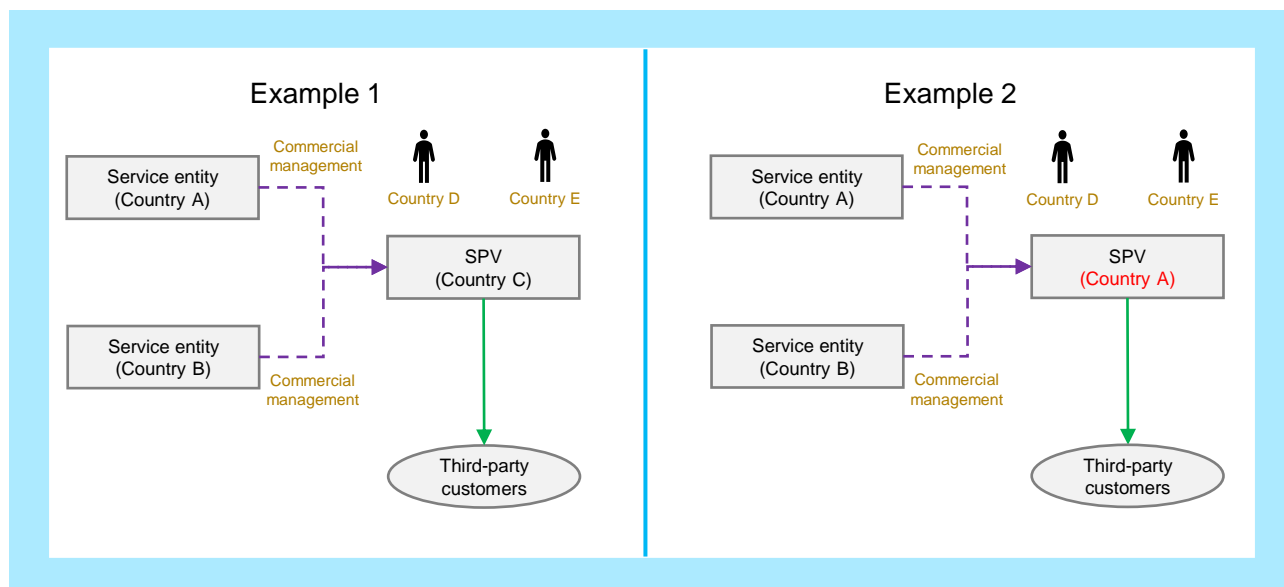 Example 1
Commercial
management
Service entity
(Country A)
Country D
Country E
SPV
(Country C)
Service entity
(Country B)
Commercial
management
Third-party
customers
Example 2
Commercial
management
Service entity
(Country A)
Country D
Country E
SPV
(Country A)
Service entity
(Country B)
Commercial
management
Third-party
customers